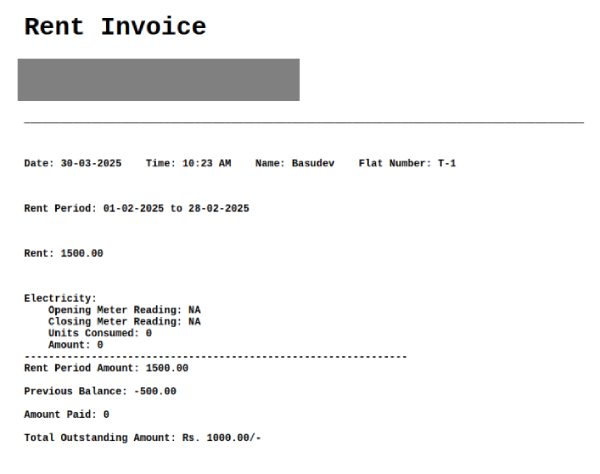 Rent Invoice
Date: 30-03-2025    Time: 10:23 AM    Name: Basudev    Flat Number: T-1
Rent Period: 01-02-2025 to 28-02-2025
Rent: 1500.00
Electricity:
    Opening Meter Reading: NA
    Closing Meter Reading: NA
    Units Consumed: 0
    Amount: 0
---------------------------------------------------------------
Rent Period Amount: 1500.00
Previous Balance: -500.00
Amount Paid: 0
Total Outstanding Amount: Rs. 1000.00/-